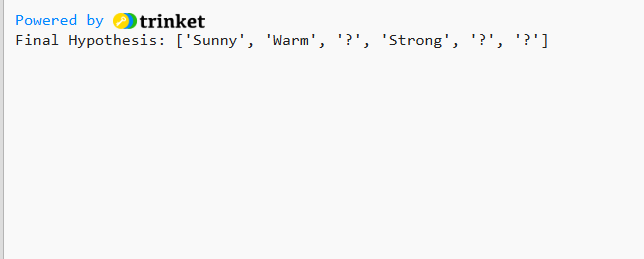 Powered by trinket
Final Hypothesis: ['Sunny', 'Warm', '?', 'Strong', '?', '?']